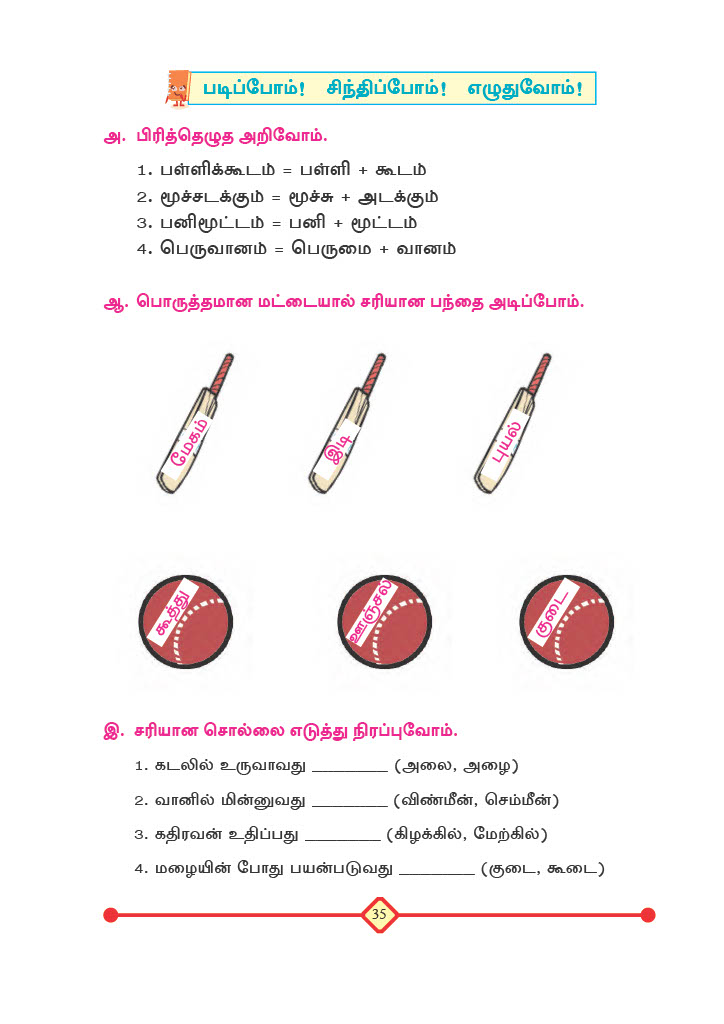 படிப்போம்! சிந்திப்போம்! எழுதுவோம்!
அ. பிரித்தெழுத அறிவோம்.
1. பள்ளிக்கூடம் = பள்ளி + கூடம்
2. மூச்சடக்கும் = மூச்சு + அடக்கும்
3. பனிமூட்டம் = பனி + மூட்டம்
4. பெருவானம் = பெருமை + வானம்
ஆ. பொருத்தமான மட்டையால் சரியான பந்தை அடிப்போம்.
மேகம்
இடி
புயல்
கூத்து
ஊஞ்சல்
குடை
இ. சரியான சொல்லை எடுத்து நிரப்புவோம்.
1. கடலில் உருவாவது ________ (அலை, அழை)
2. வானில் மின்னுவது ________ (விண்மீன், செம்மீன்)
3. கதிரவன் உதிப்பது ________ (கிழக்கில், மேற்கில்)
4. மழையின் போது பயன்படுவது ________ (குடை, கூடை)
35